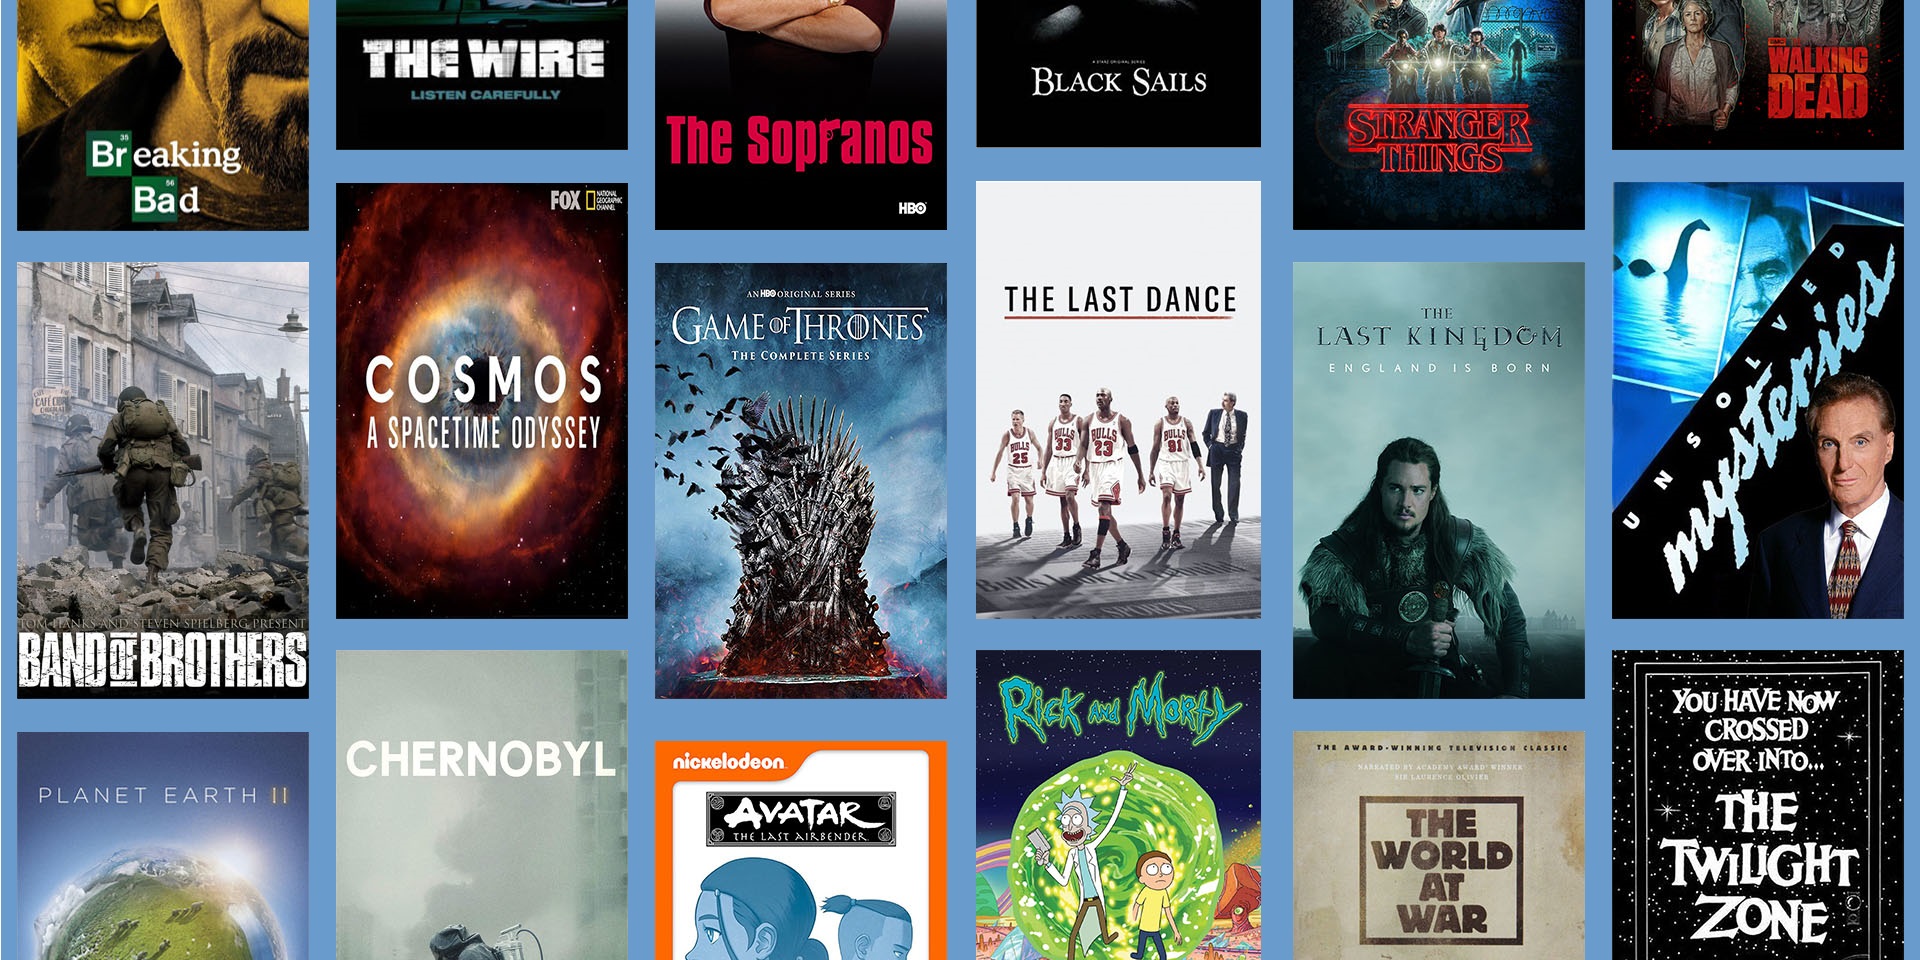 35
Breaking
56
Bad
BAND OF BROTHERS
TOM HANKS AND STEVEN SPIELBERG PRESENT
PLANET EARTH II
THE WIRE
LISTEN CAREFULLY
FOX
NATIONAL
GEOGRAPHIC
CHANNEL
COSMOS
A SPACETIME ODYSSEY
CHERNOBYL
The Sopranos
HBO
AN HBO ORIGINAL SERIES
GAME OF THRONES
THE COMPLETE SERIES
nickelodeon
AVATAR
THE LAST AIRBENDER
A STARZ ORIGINAL SERIES
BLACK SAILS
THE LAST DANCE
BULLS
25
BULLS
33
BULLS
23
BULLS
91
RICK AND MORTY
STRANGER
THINGS
THE
LAST KINGDOM
ENGLAND IS BORN
THE AWARD-WINNING TELEVISION CLASSIC
NARRATED BY ACADEMY AWARD WINNER
SIR LAURENCE OLIVIER
THE
WORLD
AT
WAR
AMC
WALKING
DEAD
UNSOLVED
mysteries
YOU HAVE NOW
CROSSED
OVER INTO...
THE
TWILIGHT
ZONE